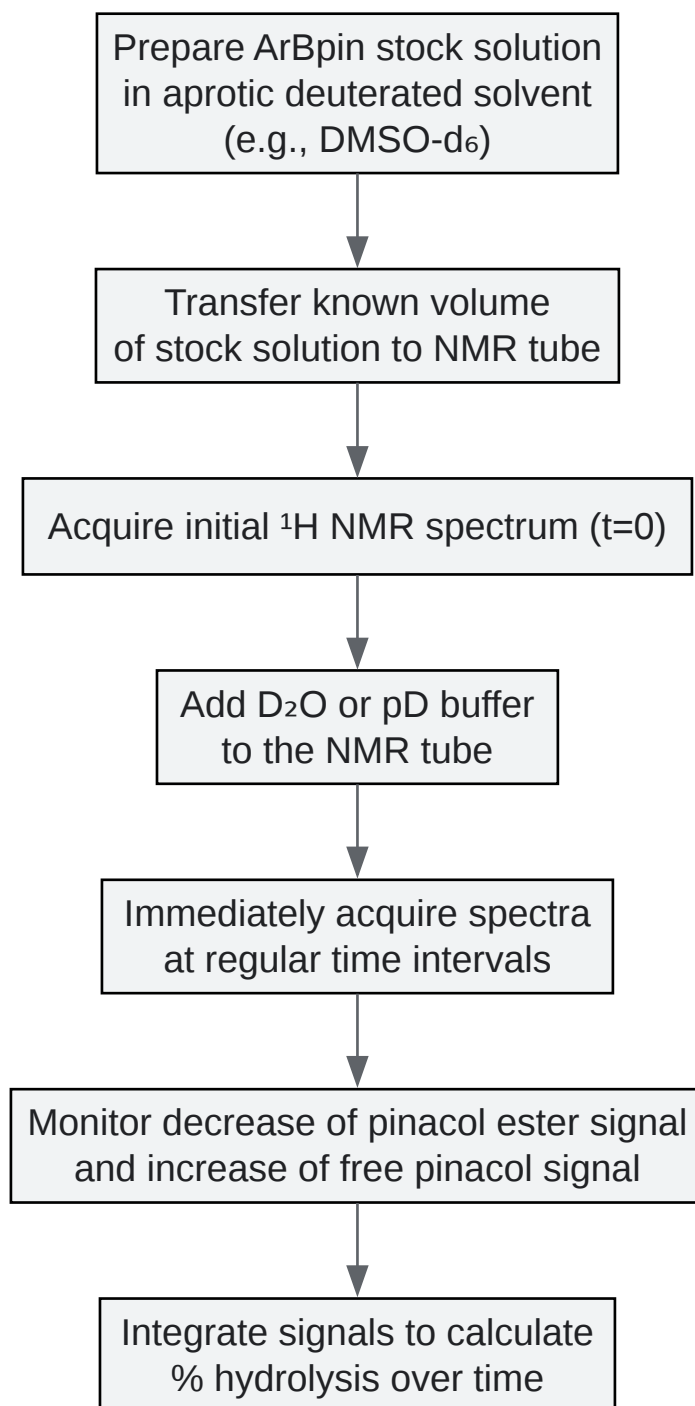 Prepare ArBpin stock solution
in aprotic deuterated solvent
(e.g., DMSO-d₆)
Transfer known volume
of stock solution to NMR tube
Acquire initial ¹H NMR spectrum (t=0)
Add D₂O or pD buffer
to the NMR tube
Immediately acquire spectra
at regular time intervals
Monitor decrease of pinacol ester signal
and increase of free pinacol signal
Integrate signals to calculate
% hydrolysis over time